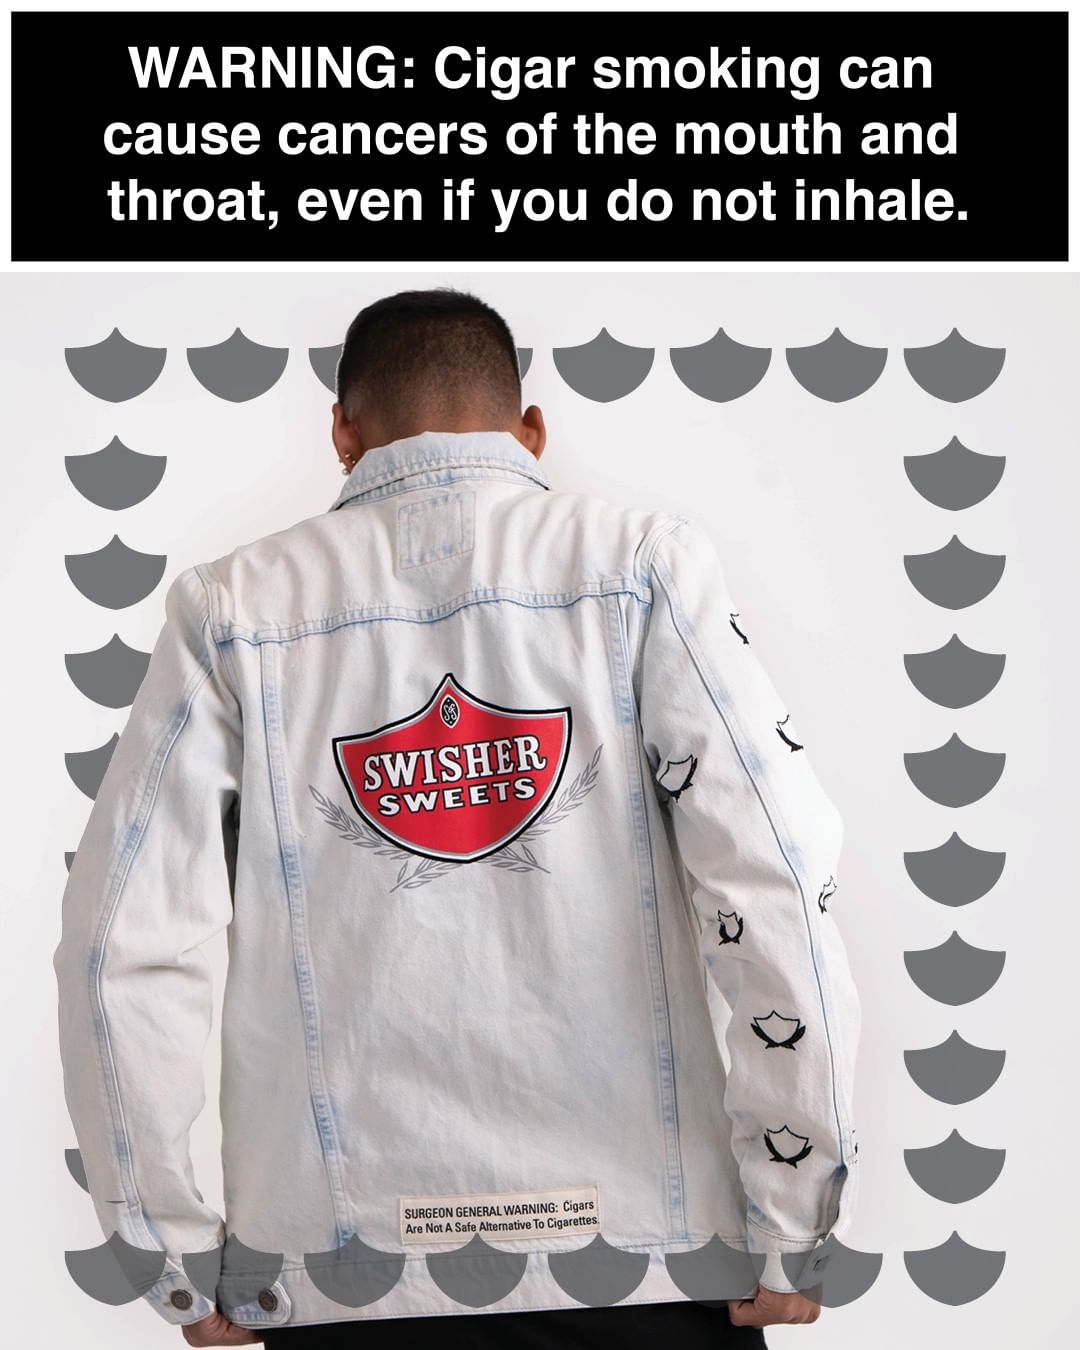 WARNING: Cigar smoking can
cause cancers of the mouth and
throat, even if you do not inhale.
S&S
SWISHER
SWEETS
SURGEON GENERAL WARNING: Cigars
Are Not A Safe Alternative To Cigarettes.